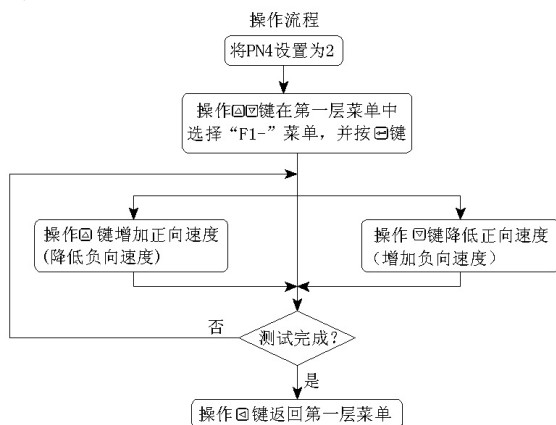 操作流程
将PN4设置为2
操作△▽键在第一层菜单中
选择“F1-”菜单，并按↵键
操作△ 键增加正向速度
(降低负向速度)
操作 ▽键降低正向速度
（增加负向速度）
否
测试完成?
是
操作◁键返回第一层菜单